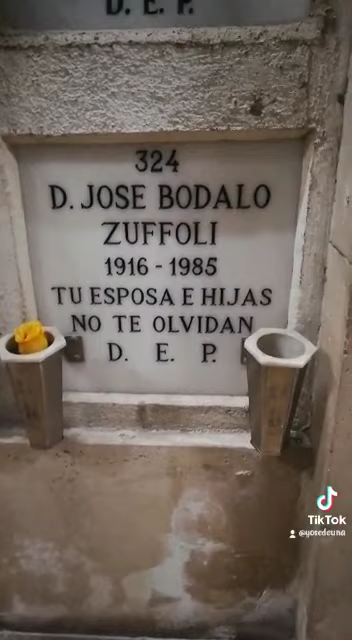 D. E. P.
324
D. JOSE BODALO
ZUFFOLI
1916 - 1985
TU ESPOSA E HIJAS
NO TE OLVIDAN
D. E. P.
TikTok
@yosedeuna